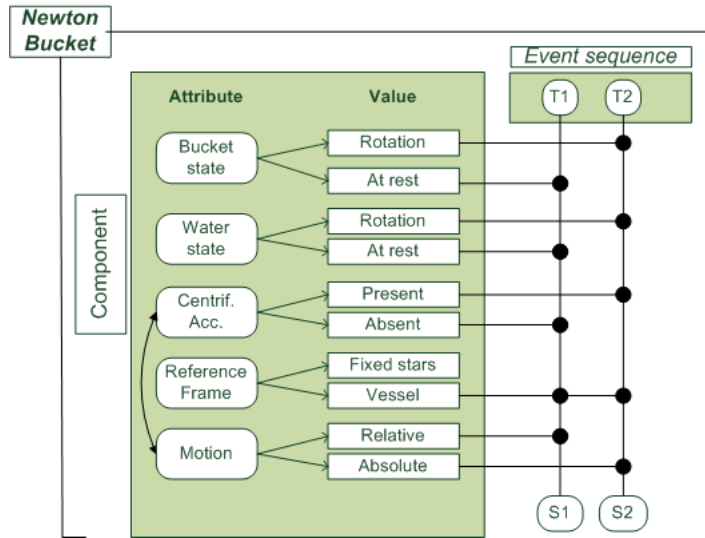 Newton
Bucket
Event sequence
Attribute
Value
T1
T2
Component
Bucket
state
Rotation
At rest
Water
state
Rotation
At rest
Centrif.
Acc.
Present
Absent
Reference
Frame
Fixed stars
Vessel
Motion
Relative
Absolute
S1
S2